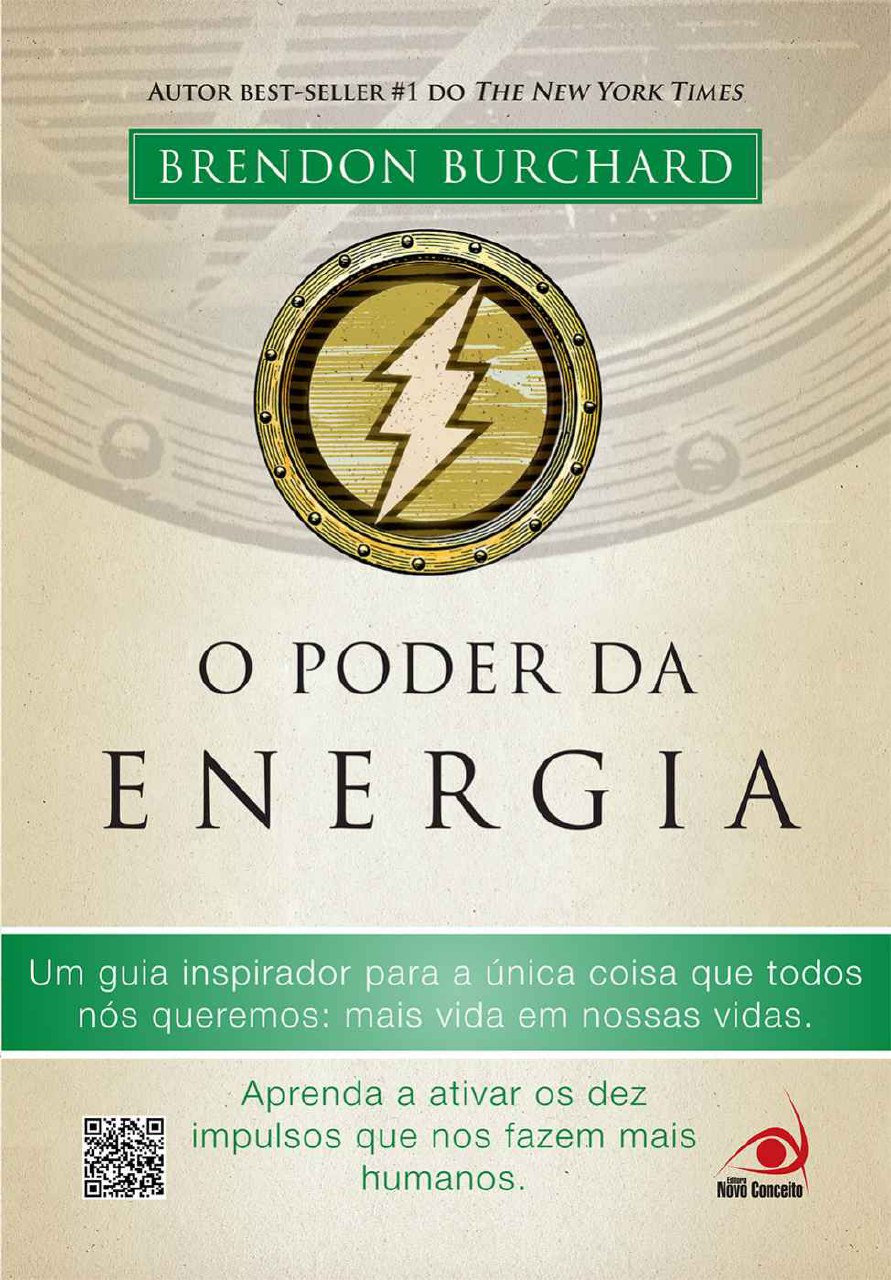 AUTOR BEST-SELLER #1 DO THE NEW YORK TIMES
BRENDON BURCHARD
O PODER DA
ENERGIA
Um guia inspirador para a única coisa que todos
nós queremos: mais vida em nossas vidas.
Aprenda a ativar os dez
impulsos que nos fazem mais
humanos.
Editora
Novo Conceito